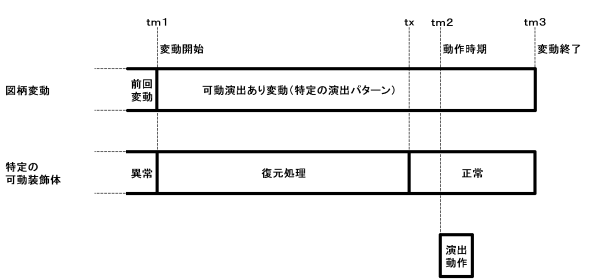 tm1
tx
tm2
tm3
変動開始
動作時期
変動終了
図柄変動
前回
変動
可動演出あり変動(特定の演出パターン)
特定の
可動装飾体
異常
復元処理
正常
演出
動作